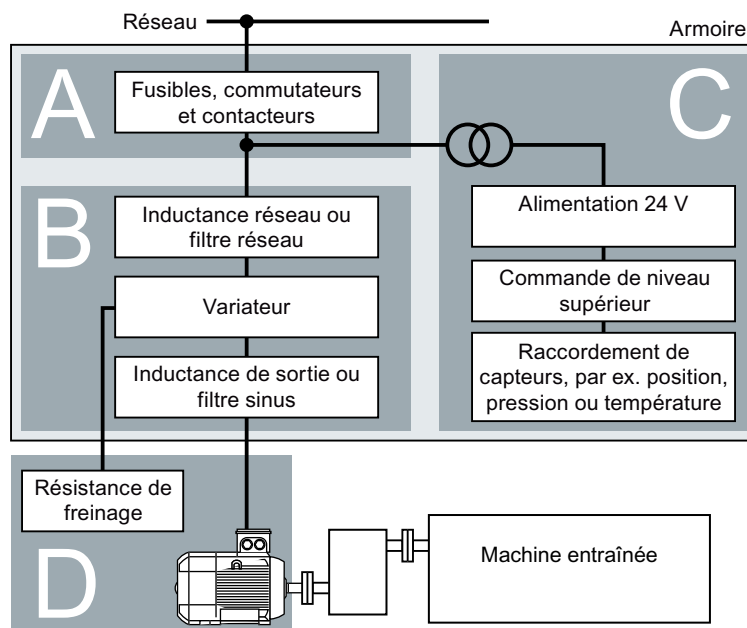 Réseau
Armoire
A
Fusibles, commutateurs
et contacteurs
C
B
Inductance réseau ou
filtre réseau
Alimentation 24 V
Variateur
Commande de niveau
supérieur
Inductance de sortie ou
filtre sinus
Raccordement de
capteurs, par ex. position,
pression ou température
Résistance de
freinage
D
Machine entraînée